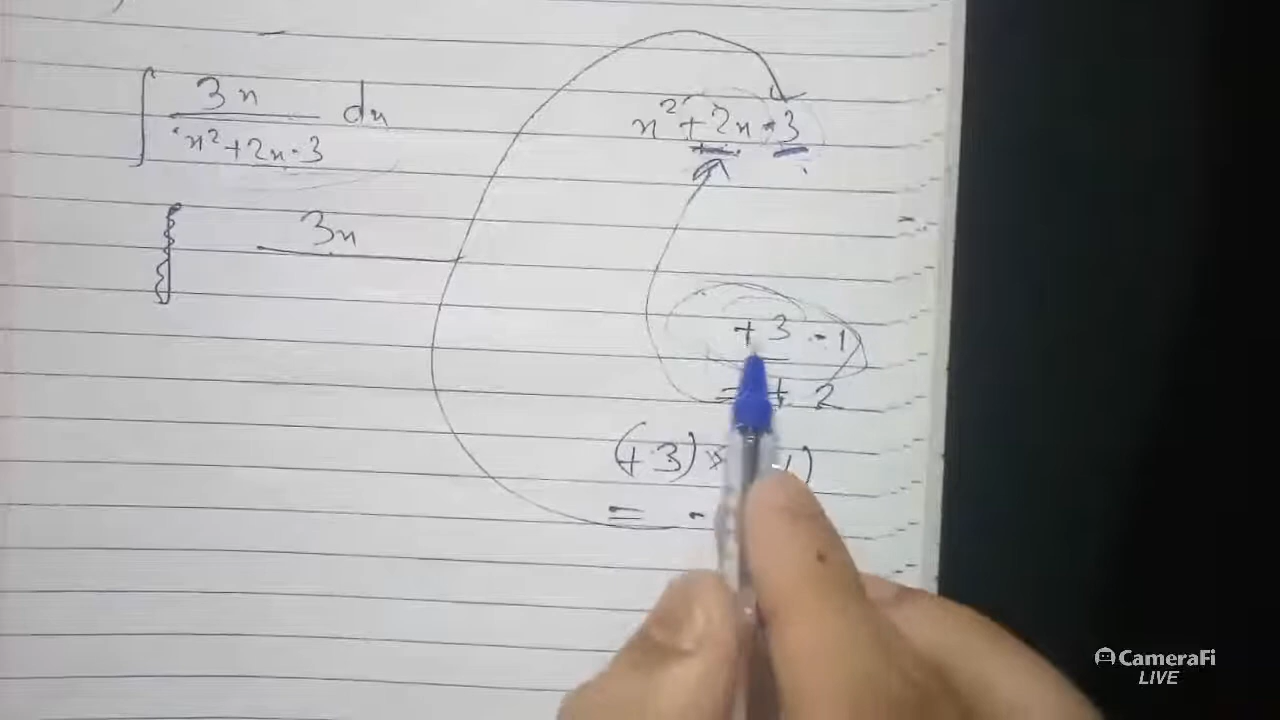 ∫ 3x / x²+2x-3 dx
x²+2x-3
∫ 3x
+3 -1
= + 2
(+3) ×
= -
CameraFi
LIVE